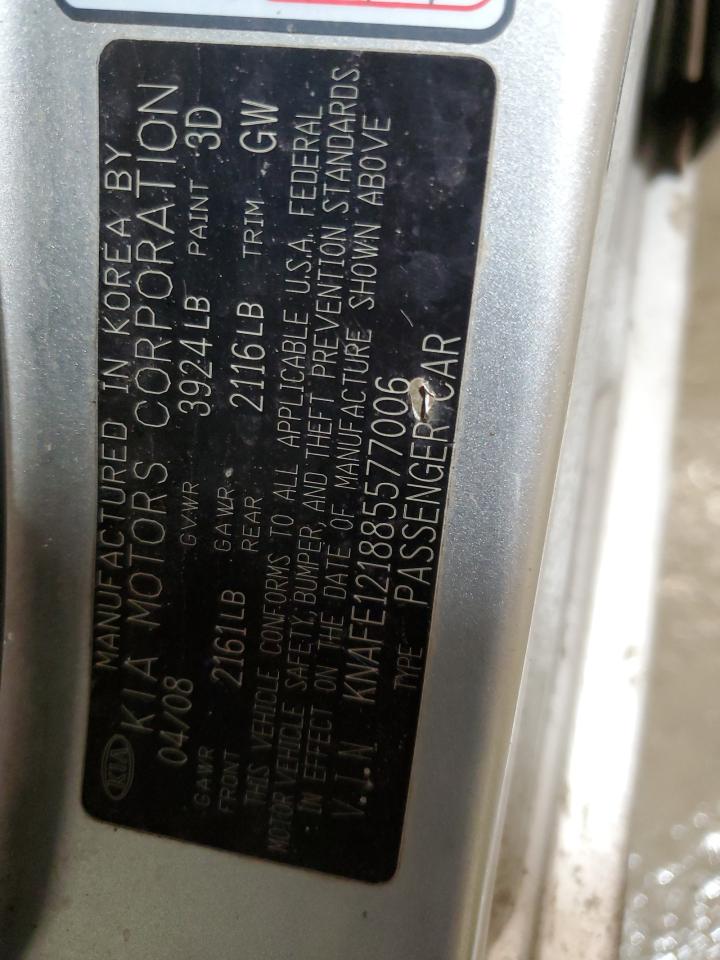 MANUFACTURED IN KOREA BY
KIA KIA MOTORS CORPORATION
04/08 GVWR 3924LB PAINT 3D
GAWR FRONT 2161LB GAWR REAR 2116LB TRIM GW
THIS VEHICLE CONFORMS TO ALL APPLICABLE U.S.A. FEDERAL
MOTOR VEHICLE SAFETY, BUMPER, AND THEFT PREVENTION STANDARDS
IN EFFECT ON THE DATE OF MANUFACTURE SHOWN ABOVE
V.I.N KNAFE121885577006
TYPE PASSENGER CAR